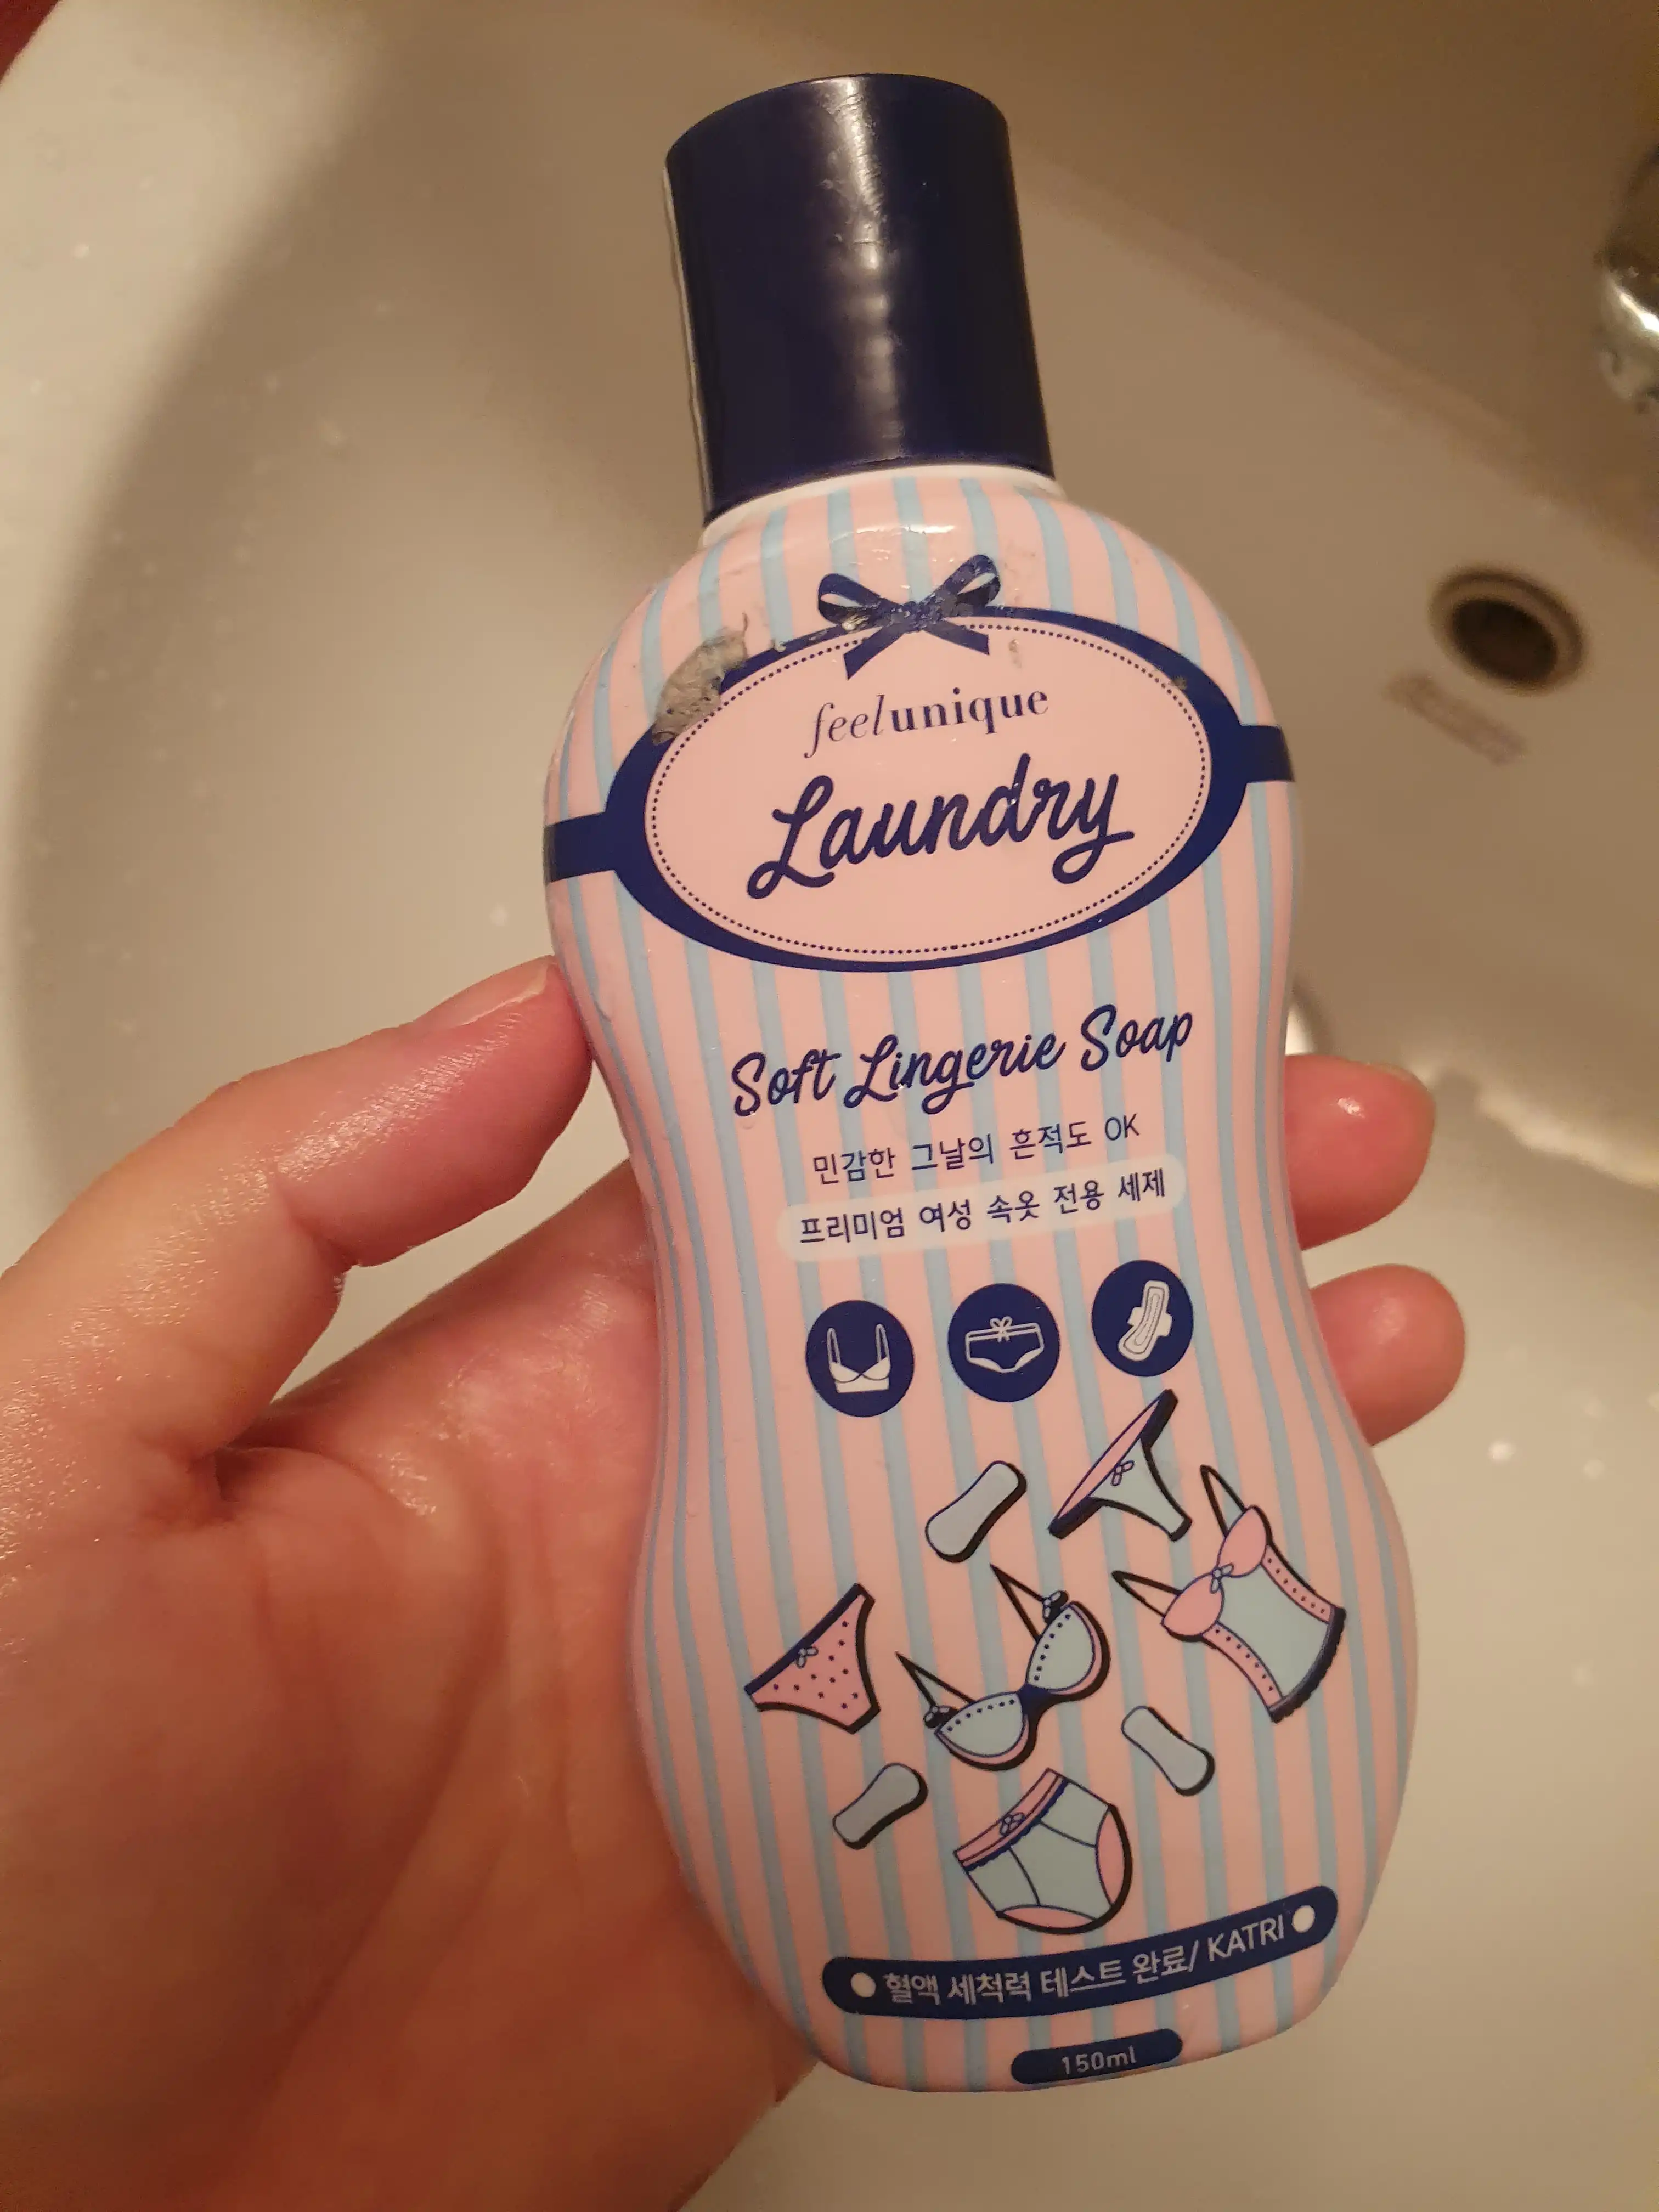 feelunique
Laundry
Soft Lingerie Soap
민감한 그날의 흔적도 OK
프리미엄 여성 속옷 전용 세제
혈액 세척력 테스트 완료/ KATRI
150ml